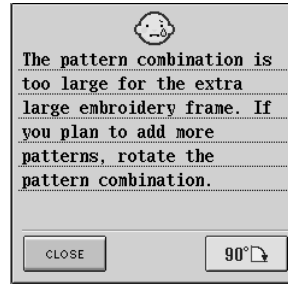 The pattern combination is
too large for the extra
large embroidery frame. If
you plan to add more
patterns, rotate the
pattern combination.
CLOSE
90°